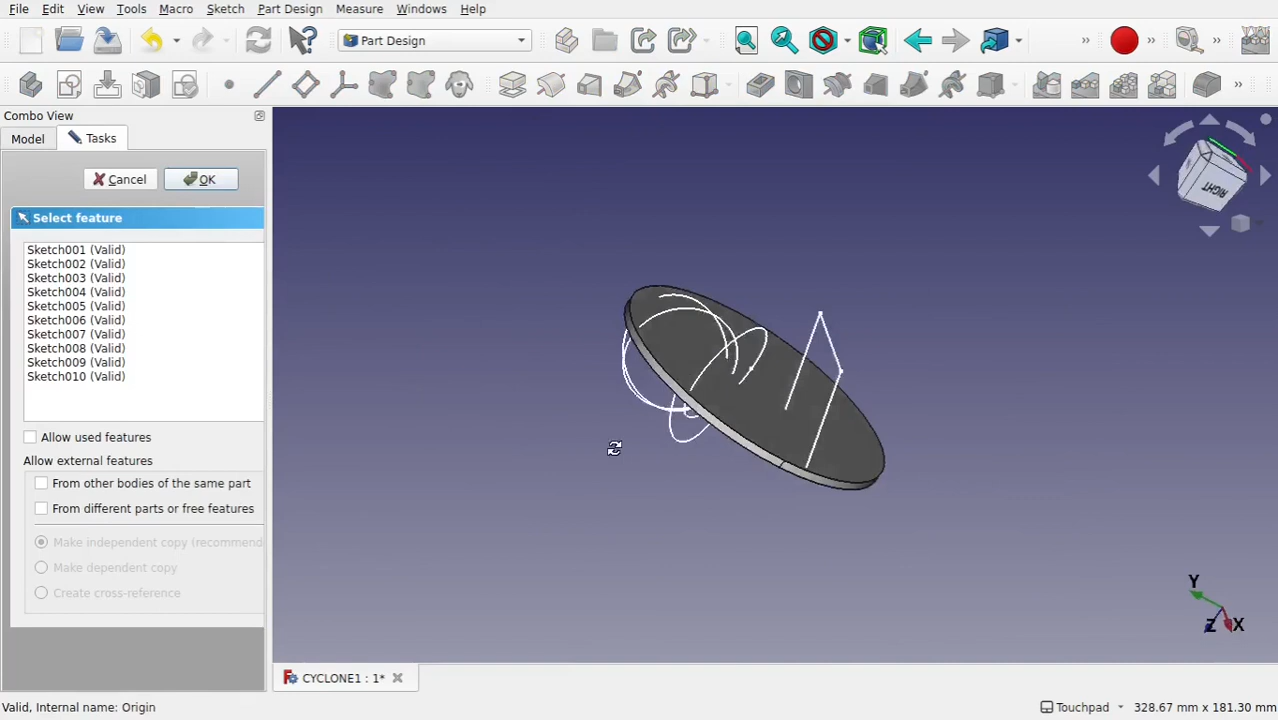 File Edit View Tools Macro Sketch Part Design Measure Windows Help
Part Design
Combo View
Model Tasks
Cancel OK
Select feature
Sketch001 (Valid)
Sketch002 (Valid)
Sketch003 (Valid)
Sketch004 (Valid)
Sketch005 (Valid)
Sketch006 (Valid)
Sketch007 (Valid)
Sketch008 (Valid)
Sketch009 (Valid)
Sketch010 (Valid)
Allow used features
Allow external features
From other bodies of the same part
From different parts or free features
Make independent copy (recommend
Make dependent copy
Create cross-reference
RIGHT
Y
Z X
CYCLONE1 : 1*
Valid, Internal name: Origin
Touchpad 328.67 mm x 181.30 mm